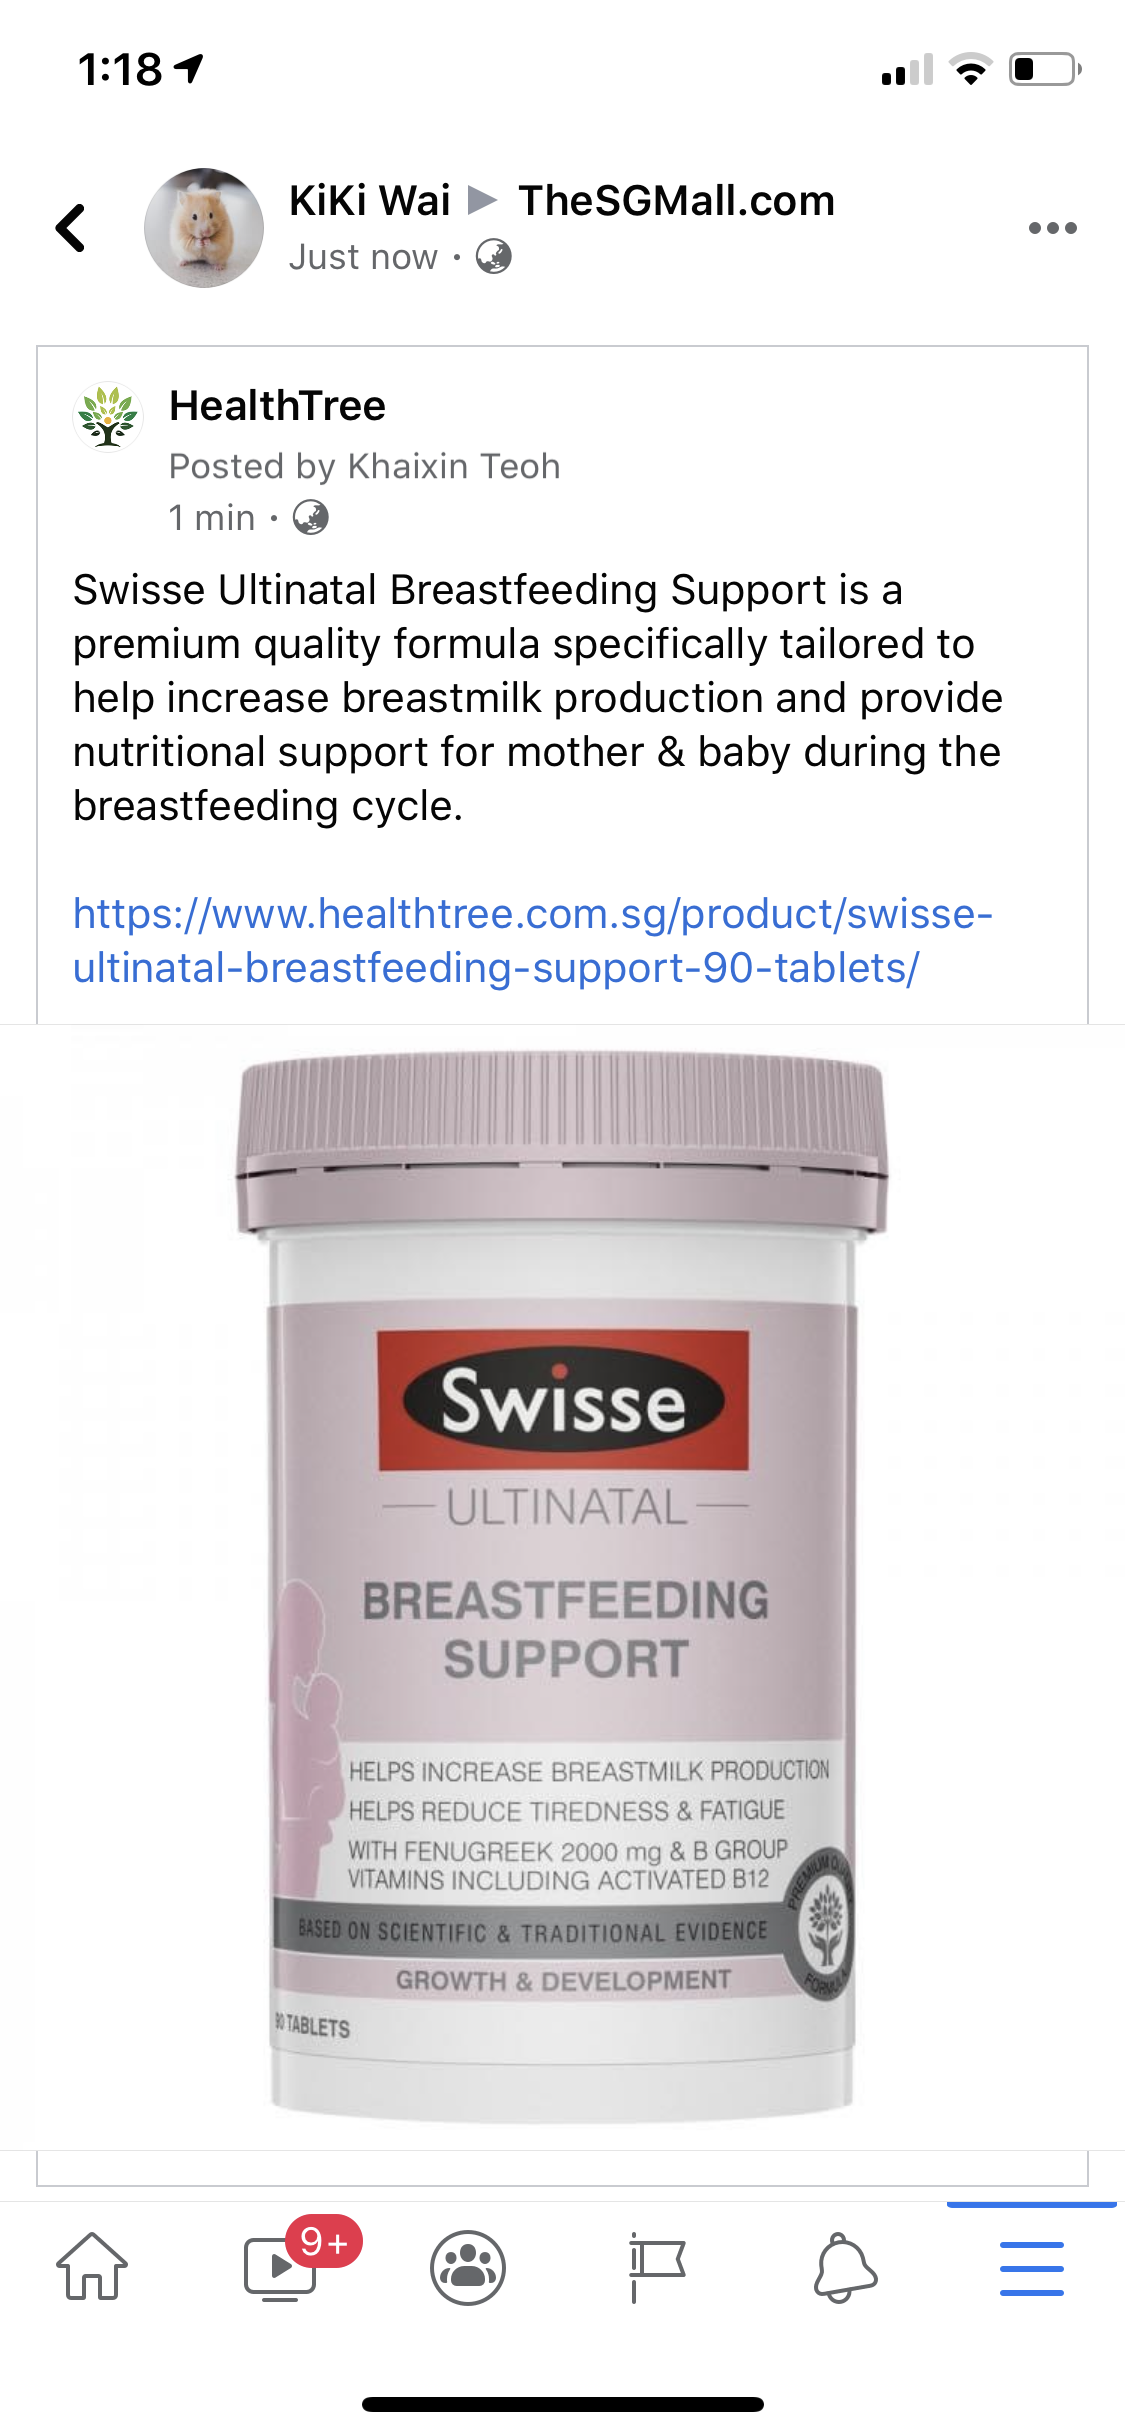 1:18
KiKi Wai ▶ TheSGMall.com
Just now ·
HealthTree
Posted by Khaixin Teoh
1 min ·
Swisse Ultinatal Breastfeeding Support is a
premium quality formula specifically tailored to
help increase breastmilk production and provide
nutritional support for mother & baby during the
breastfeeding cycle.
https://www.healthtree.com.sg/product/swisse-
ultinatal-breastfeeding-support-90-tablets/
Swisse
ULTINATAL
BREASTFEEDING
SUPPORT
HELPS INCREASE BREASTMILK PRODUCTION
HELPS REDUCE TIREDNESS & FATIGUE
WITH FENUGREEK 2000 mg & B GROUP
VITAMINS INCLUDING ACTIVATED B12
PREMIUM
FORMULA
BASED ON SCIENTIFIC & TRADITIONAL EVIDENCE
GROWTH & DEVELOPMENT
90 TABLETS
9+